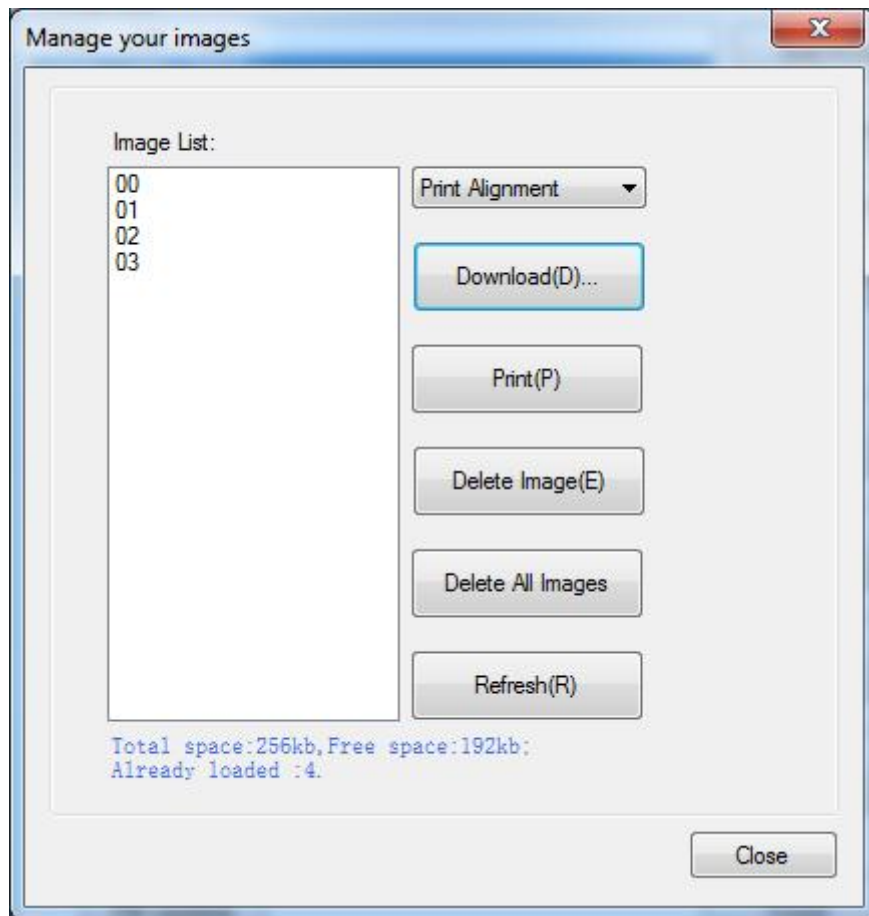 Manage your images
Image List:
00
01
02
03
Print Alignment
Download(D)...
Print(P)
Delete Image(E)
Delete All Images
Refresh(R)
Total space:256kb,Free space:192kb;
Already loaded :4.
Close